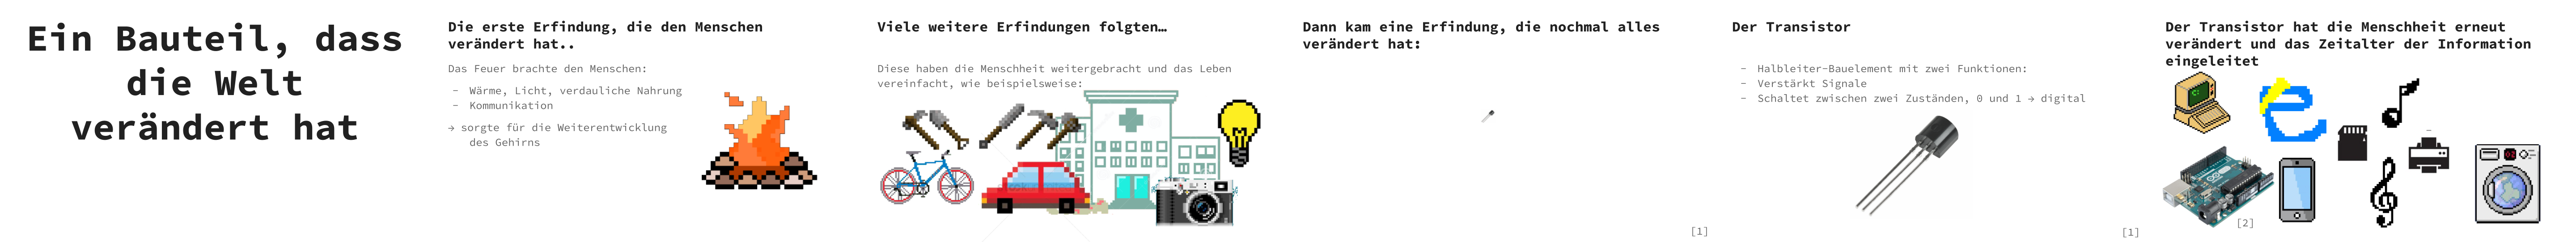 Ein Bauteil, dass
die Welt
verändert hat
Die erste Erfindung, die den Menschen
verändert hat..
Das Feuer brachte den Menschen:
- Wärme, Licht, verdauliche Nahrung
- Kommunikation
→ sorgte für die Weiterentwicklung
des Gehirns
Viele weitere Erfindungen folgten…
Diese haben die Menschheit weitergebracht und das Leben
vereinfacht, wie beispielsweise:
Dann kam eine Erfindung, die nochmal alles
verändert hat:
[1]
Der Transistor
- Halbleiter-Bauelement mit zwei Funktionen:
- Verstärkt Signale
- Schaltet zwischen zwei Zuständen, 0 und 1 → digital
[1]
Der Transistor hat die Menschheit erneut
verändert und das Zeitalter der Information
eingeleitet
[2]